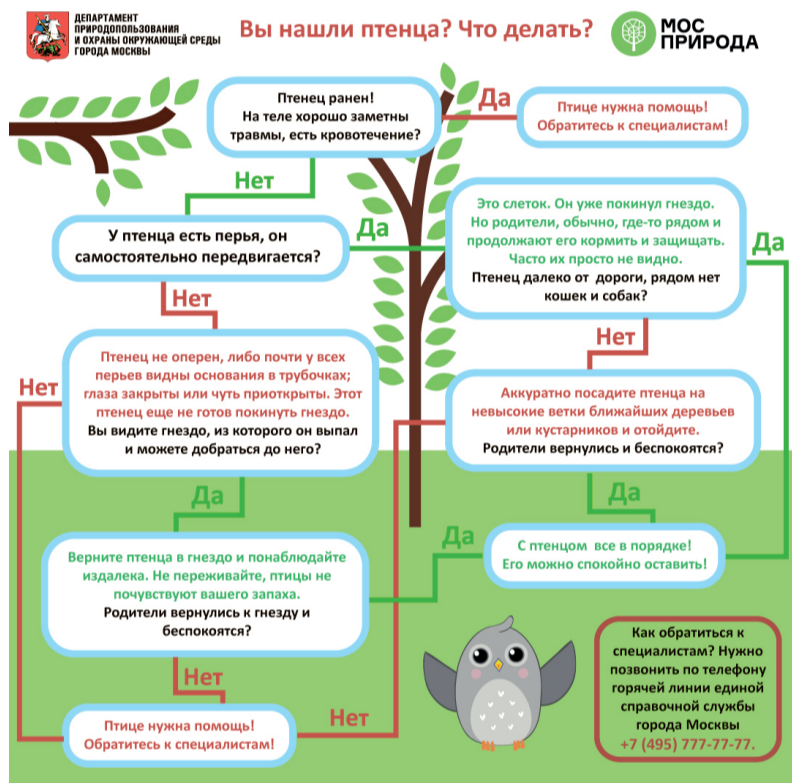 ДЕПАРТАМЕНТ
ПРИРОДОПОЛЬЗОВАНИЯ
И ОХРАНЫ ОКРУЖАЮЩЕЙ СРЕДЫ
ГОРОДА МОСКВЫ
Вы нашли птенца? Что делать?
МОС
ПРИРОДА
Птенец ранен!
На теле хорошо заметны
травмы, есть кровотечение?
Да
Птице нужна помощь!
Обратитесь к специалистам!
Нет
У птенца есть перья, он
самостоятельно передвигается?
Да
Это слеток. Он уже покинул гнездо.
Но родители, обычно, где-то рядом и
продолжают его кормить и защищать.
Часто их просто не видно.
Птенец далеко от дороги, рядом нет
кошек и собак?
Да
Нет
Нет
Птенец не оперен, либо почти у всех
перьев видны основания в трубочках;
глаза закрыты или чуть приоткрыты. Этот
птенец еще не готов покинуть гнездо.
Вы видите гнездо, из которого он выпал
и можете добраться до него?
Нет
Аккуратно посадите птенца на
невысокие ветки ближайших деревьев
или кустарников и отойдите.
Родители вернулись и беспокоятся?
Да
Да
Верните птенца в гнездо и понаблюдайте
издалека. Не переживайте, птицы не
почувствуют вашего запаха.
Родители вернулись к гнезду и
беспокоятся?
Да
С птенцом все в порядке!
Его можно спокойно оставить!
Нет
Птице нужна помощь!
Обратитесь к специалистам!
Нет
Как обратиться к
специалистам? Нужно
позвонить по телефону
горячей линии единой
справочной службы
города Москвы
+7 (495) 777-77-77.